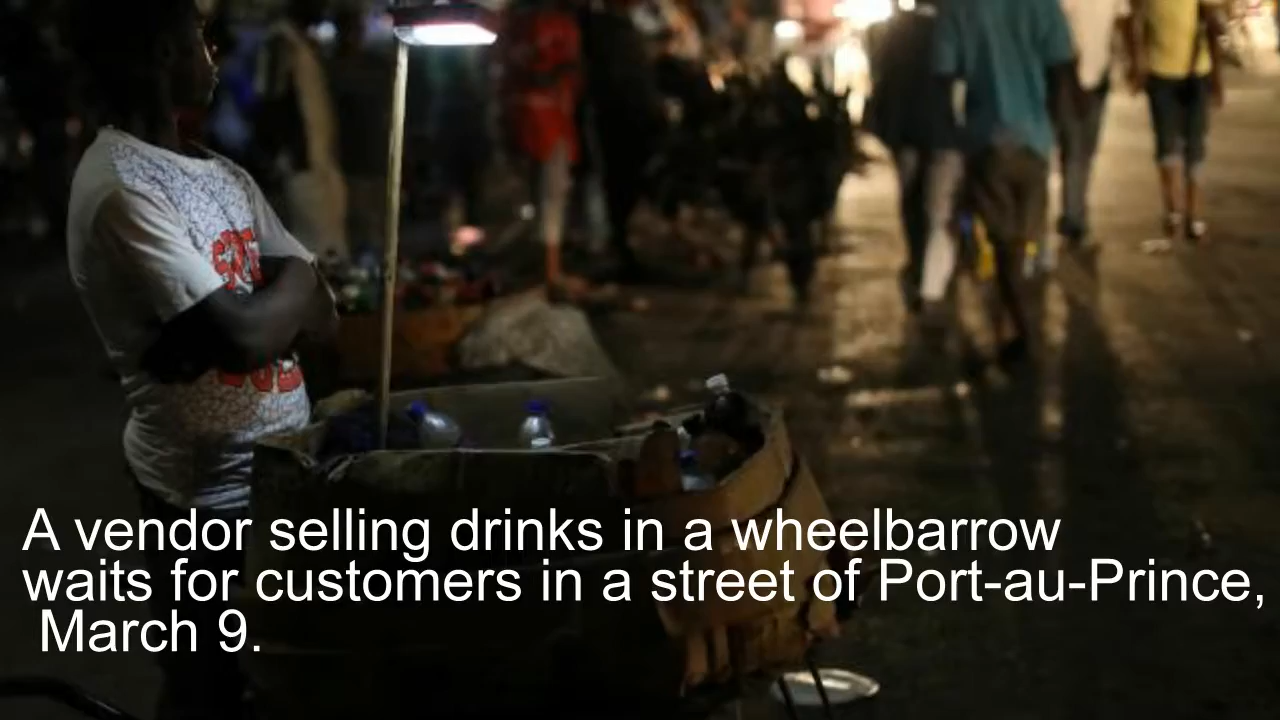 A vendor selling drinks in a wheelbarrow
waits for customers in a street of Port-au-Prince,
March 9.